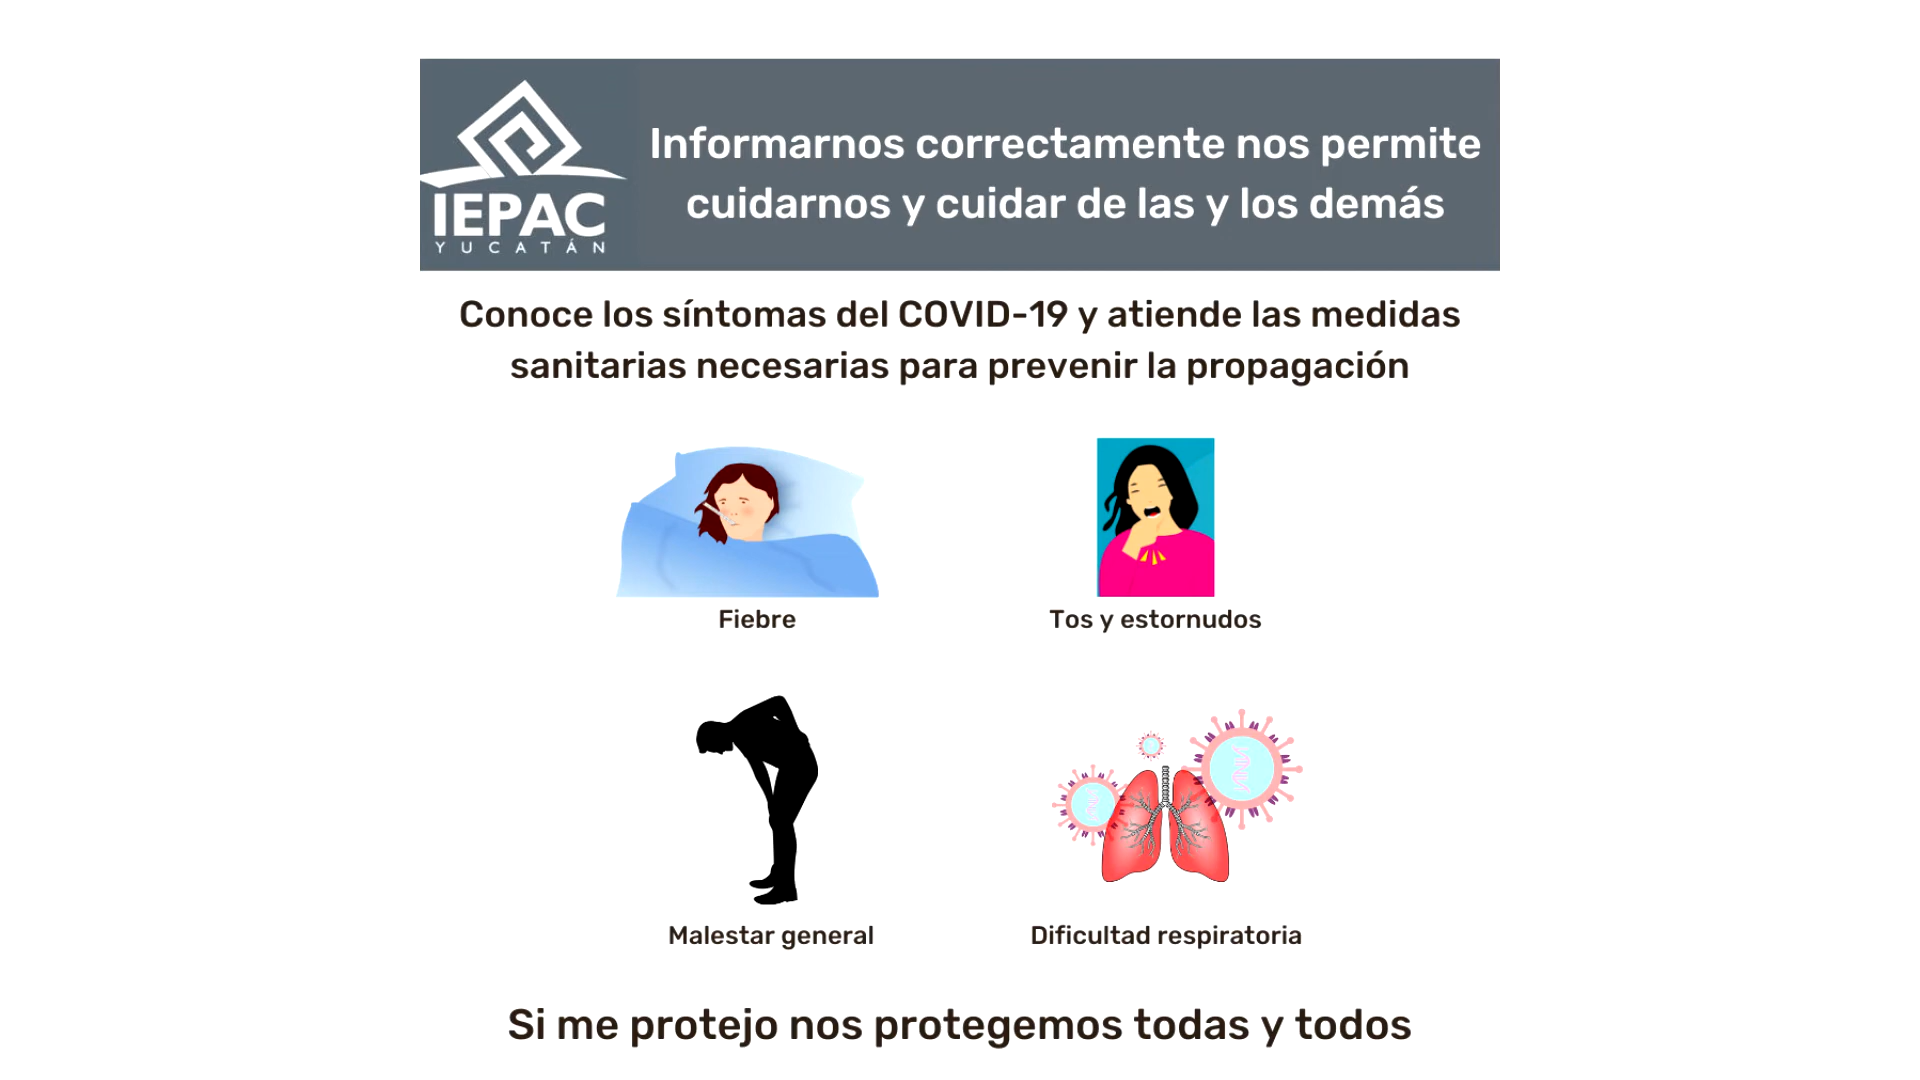 IEPAC
YUCATÁN
Informarnos correctamente nos permite
cuidarnos y cuidar de las y los demás
Conoce los síntomas del COVID-19 y atiende las medidas
sanitarias necesarias para prevenir la propagación
Fiebre
Tos y estornudos
Malestar general
Dificultad respiratoria
Si me protejo nos protegemos todas y todos